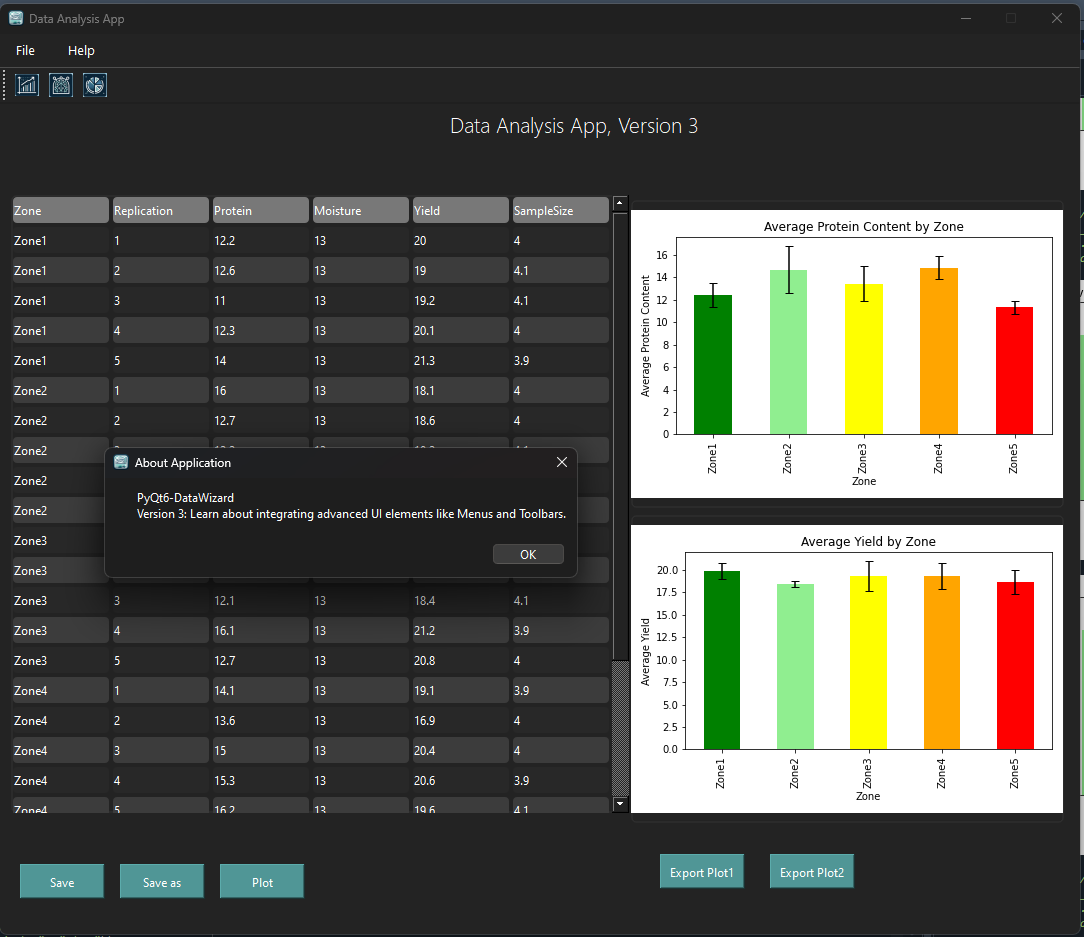 Data Analysis App
File Help
Data Analysis App, Version 3
Zone Replication Protein Moisture Yield SampleSize
Zone1 1 12.2 13 20 4
Zone1 2 12.6 13 19 4.1
Zone1 3 11 13 19.2 4.1
Zone1 4 12.3 13 20.1 4
Zone1 5 14 13 21.3 3.9
Zone2 1 16 13 18.1 4
Zone2 2 12.7 13 18.6 4
Zone2
Zone2
Zone2
Zone3
Zone3
Zone3 3 12.1 13 18.4 4.1
Zone3 4 16.1 13 21.2 3.9
Zone3 5 12.7 13 20.8 4
Zone4 1 14.1 13 19.1 3.9
Zone4 2 13.6 13 16.9 4
Zone4 3 15 13 20.4 4
Zone4 4 15.3 13 20.6 3.9
Zone4 5 16.2 13 19.6 4.1
About Application
PyQt6-DataWizard
Version 3: Learn about integrating advanced UI elements like Menus and Toolbars.
OK
Average Protein Content by Zone
Average Protein Content
16
14
12
10
8
6
4
2
0
Zone1 Zone2 Zone3 Zone4 Zone5
Zone
Average Yield by Zone
Average Yield
20.0
17.5
15.0
12.5
10.0
7.5
5.0
2.5
0.0
Zone1 Zone2 Zone3 Zone4 Zone5
Zone
Save Save as Plot Export Plot1 Export Plot2